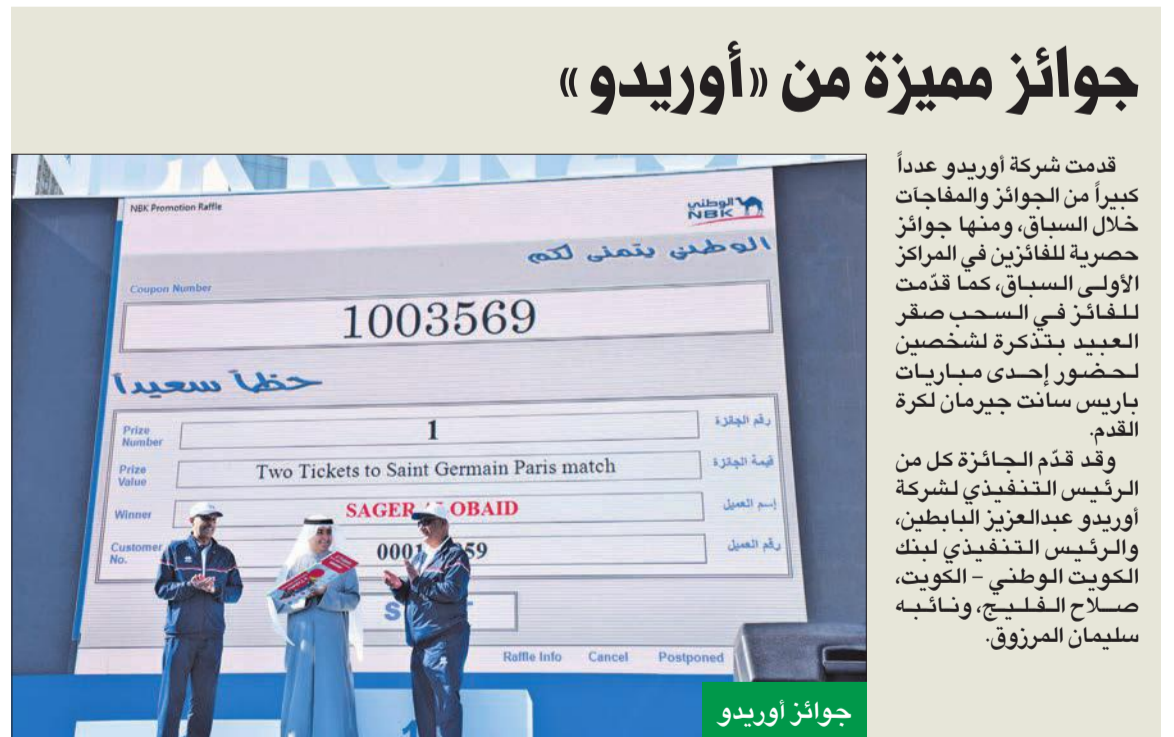 جوائز مميزة من «أوريدو»
قدمت شركة أوريدو عدداً
كبيراً من الجوائز والمفاجآت
خلال السباق، ومنها جوائز
حصرية للفائزين في المراكز
الأولى السباق، كما قدّمت
للفائز في السحب صقر
العبيد بتذكرة لشخصين
لحضور إحدى مباريات
باريس سانت جيرمان لكرة
القدم.
وقد قدّم الجائزة كل من
الرئيس التنفيذي لشركة
أوريدو عبدالعزيز البابطين،
والرئيس التنفيذي لبنك
الكويت الوطني – الكويت،
صلاح الفليج، ونائبه
سليمان المرزوق.
NBK RUN
NBK Promotion Raffle
الوطني
NBK
الوطني يتمنى لكم
Coupon Number
1003569
حظاً سعيداً
Prize Number
1
رقم الجائزة
Prize Value
Two Tickets to Saint Germain Paris match
قيمة الجائزة
Winner
SAGER OBAID
إسم العميل
Customer No.
رقم العميل
Raffle Info Cancel Postponed
جوائز أوريدو